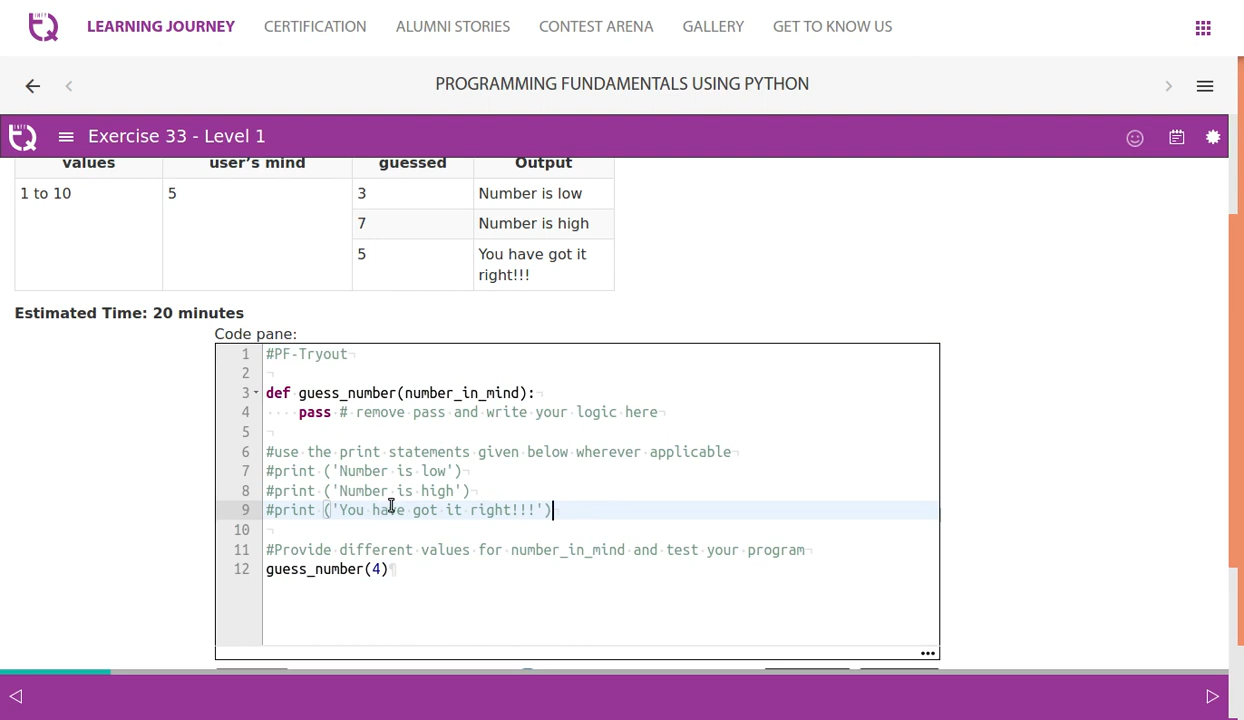 LEARNING JOURNEY CERTIFICATION ALUMNI STORIES CONTEST ARENA GALLERY GET TO KNOW US
PROGRAMMING FUNDAMENTALS USING PYTHON
Exercise 33 - Level 1
values user's mind guessed Output
1 to 10 5 3 Number is low
7 Number is high
5 You have got it
right!!!
Estimated Time: 20 minutes
Code pane:
1 #PF-Tryout
2
3 def guess_number(number_in_mind):
4 pass # remove pass and write your logic here
5
6 #use the print statements given below wherever applicable
7 #print ('Number is low')
8 #print ('Number is high')
9 #print ('You have got it right!!!')
10
11 #Provide different values for number_in_mind and test your program
12 guess_number(4)